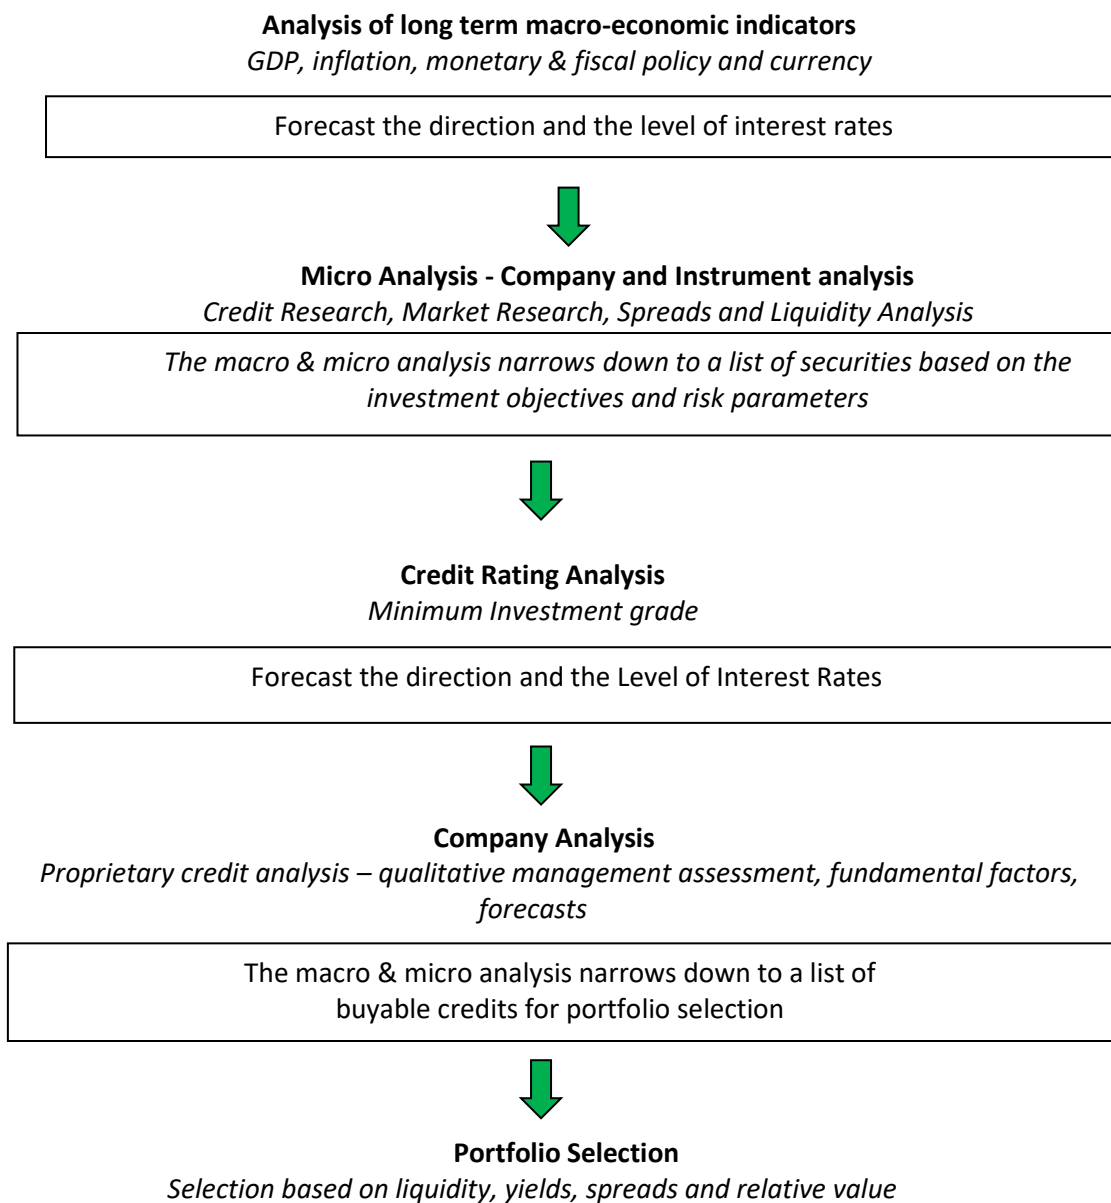 Analysis of long term macro-economic indicators
GDP, inflation, monetary & fiscal policy and currency
Forecast the direction and the level of interest rates
Micro Analysis - Company and Instrument analysis
Credit Research, Market Research, Spreads and Liquidity Analysis
The macro & micro analysis narrows down to a list of securities based on the
investment objectives and risk parameters
Credit Rating Analysis
Minimum Investment grade
Forecast the direction and the Level of Interest Rates
Company Analysis
Proprietary credit analysis – qualitative management assessment, fundamental factors,
forecasts
The macro & micro analysis narrows down to a list of
buyable credits for portfolio selection
Portfolio Selection
Selection based on liquidity, yields, spreads and relative value